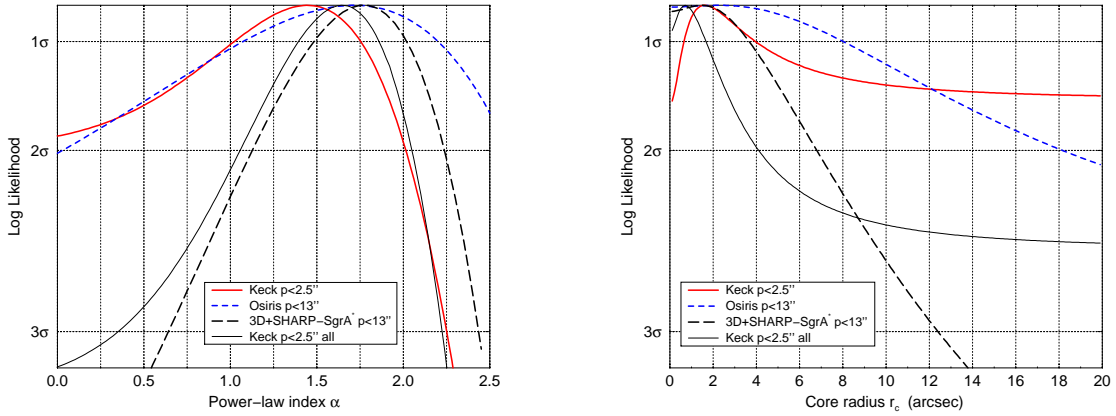 Log Likelihood
1σ
2σ
3σ
Keck p<2.5''
Osiris p<13''
3D+SHARP−SgrA* p<13''
Keck p<2.5'' all
0.0 0.5 1.0 1.5 2.0 2.5
Power−law index α
Log Likelihood
1σ
2σ
3σ
Keck p<2.5''
Osiris p<13''
3D+SHARP−SgrA* p<13''
Keck p<2.5'' all
0 2 4 6 8 10 12 14 16 18 20
Core radius r_c (arcsec)